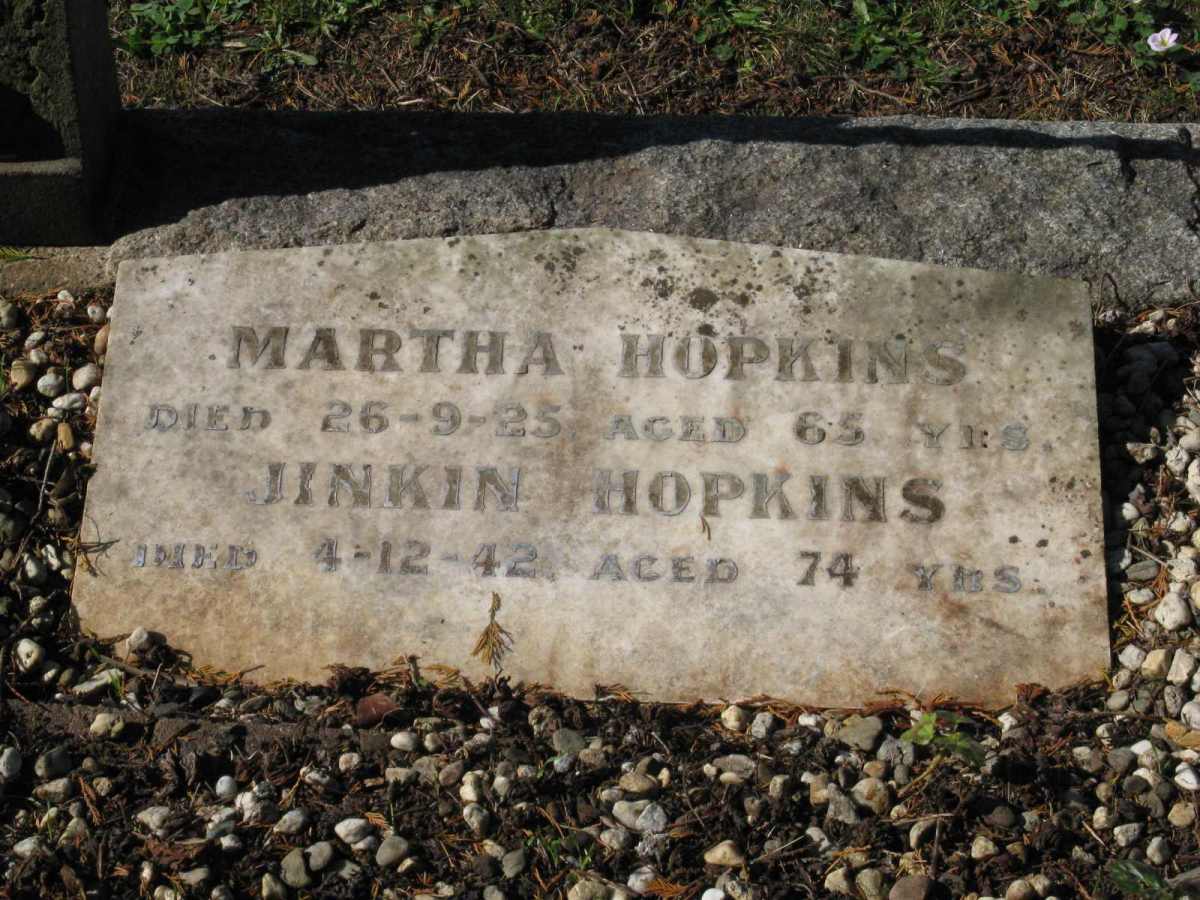 MARTHA HOPKINS
DIED 26-9-25. AGED 65 YRS
JINKIN HOPKINS
DIED 4-12-42. AGED 74 YRS